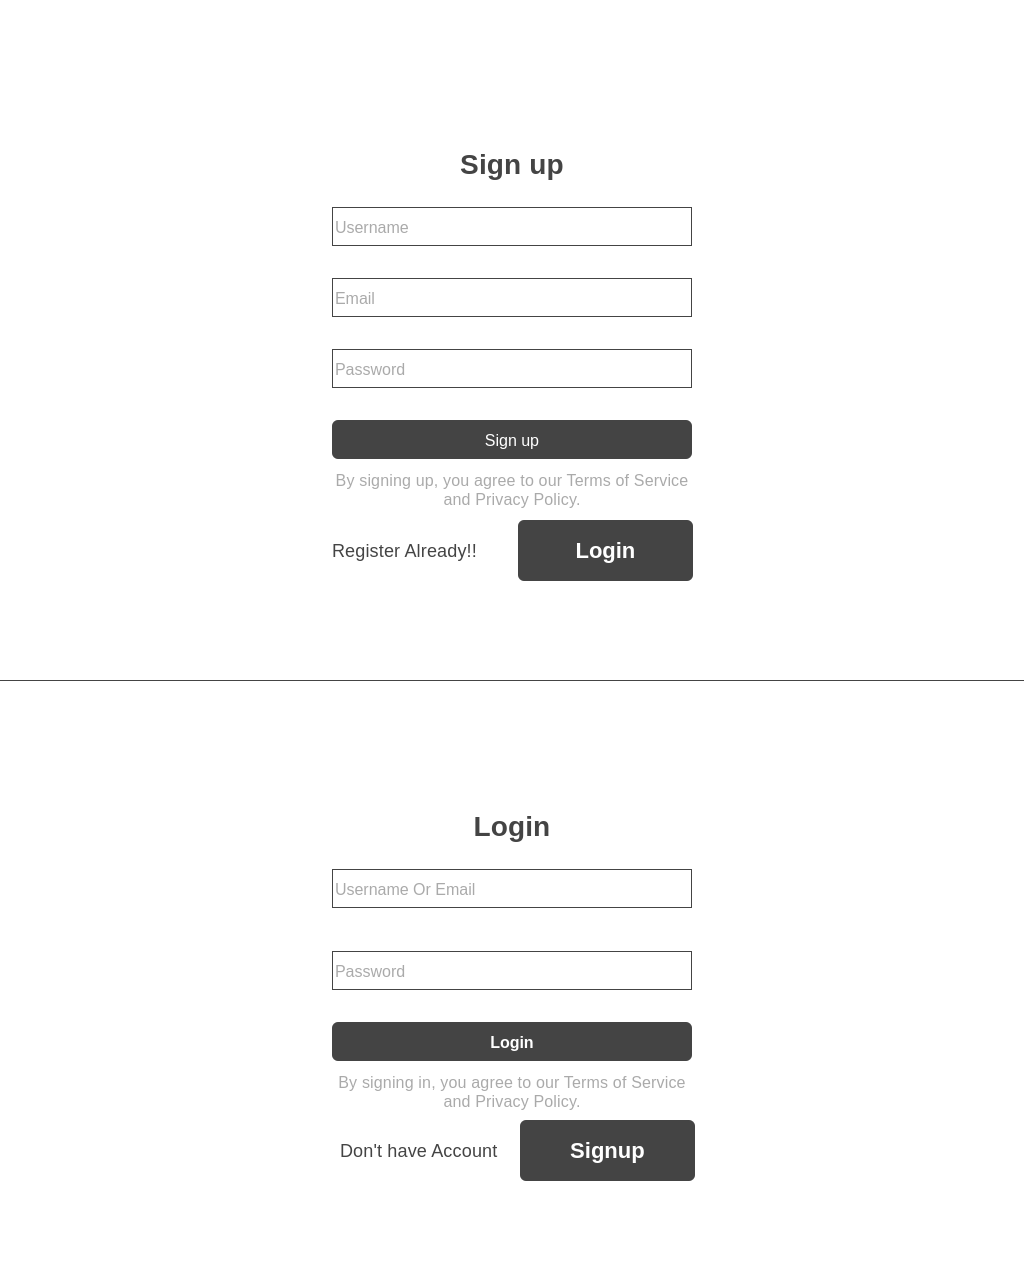 Sign up
Username
Email
Password
Sign up
By signing up, you agree to our Terms of Service
and Privacy Policy.
Register Already!!
Login
Login
Username Or Email
Password
Login
By signing in, you agree to our Terms of Service
and Privacy Policy.
Don't have Account
Signup